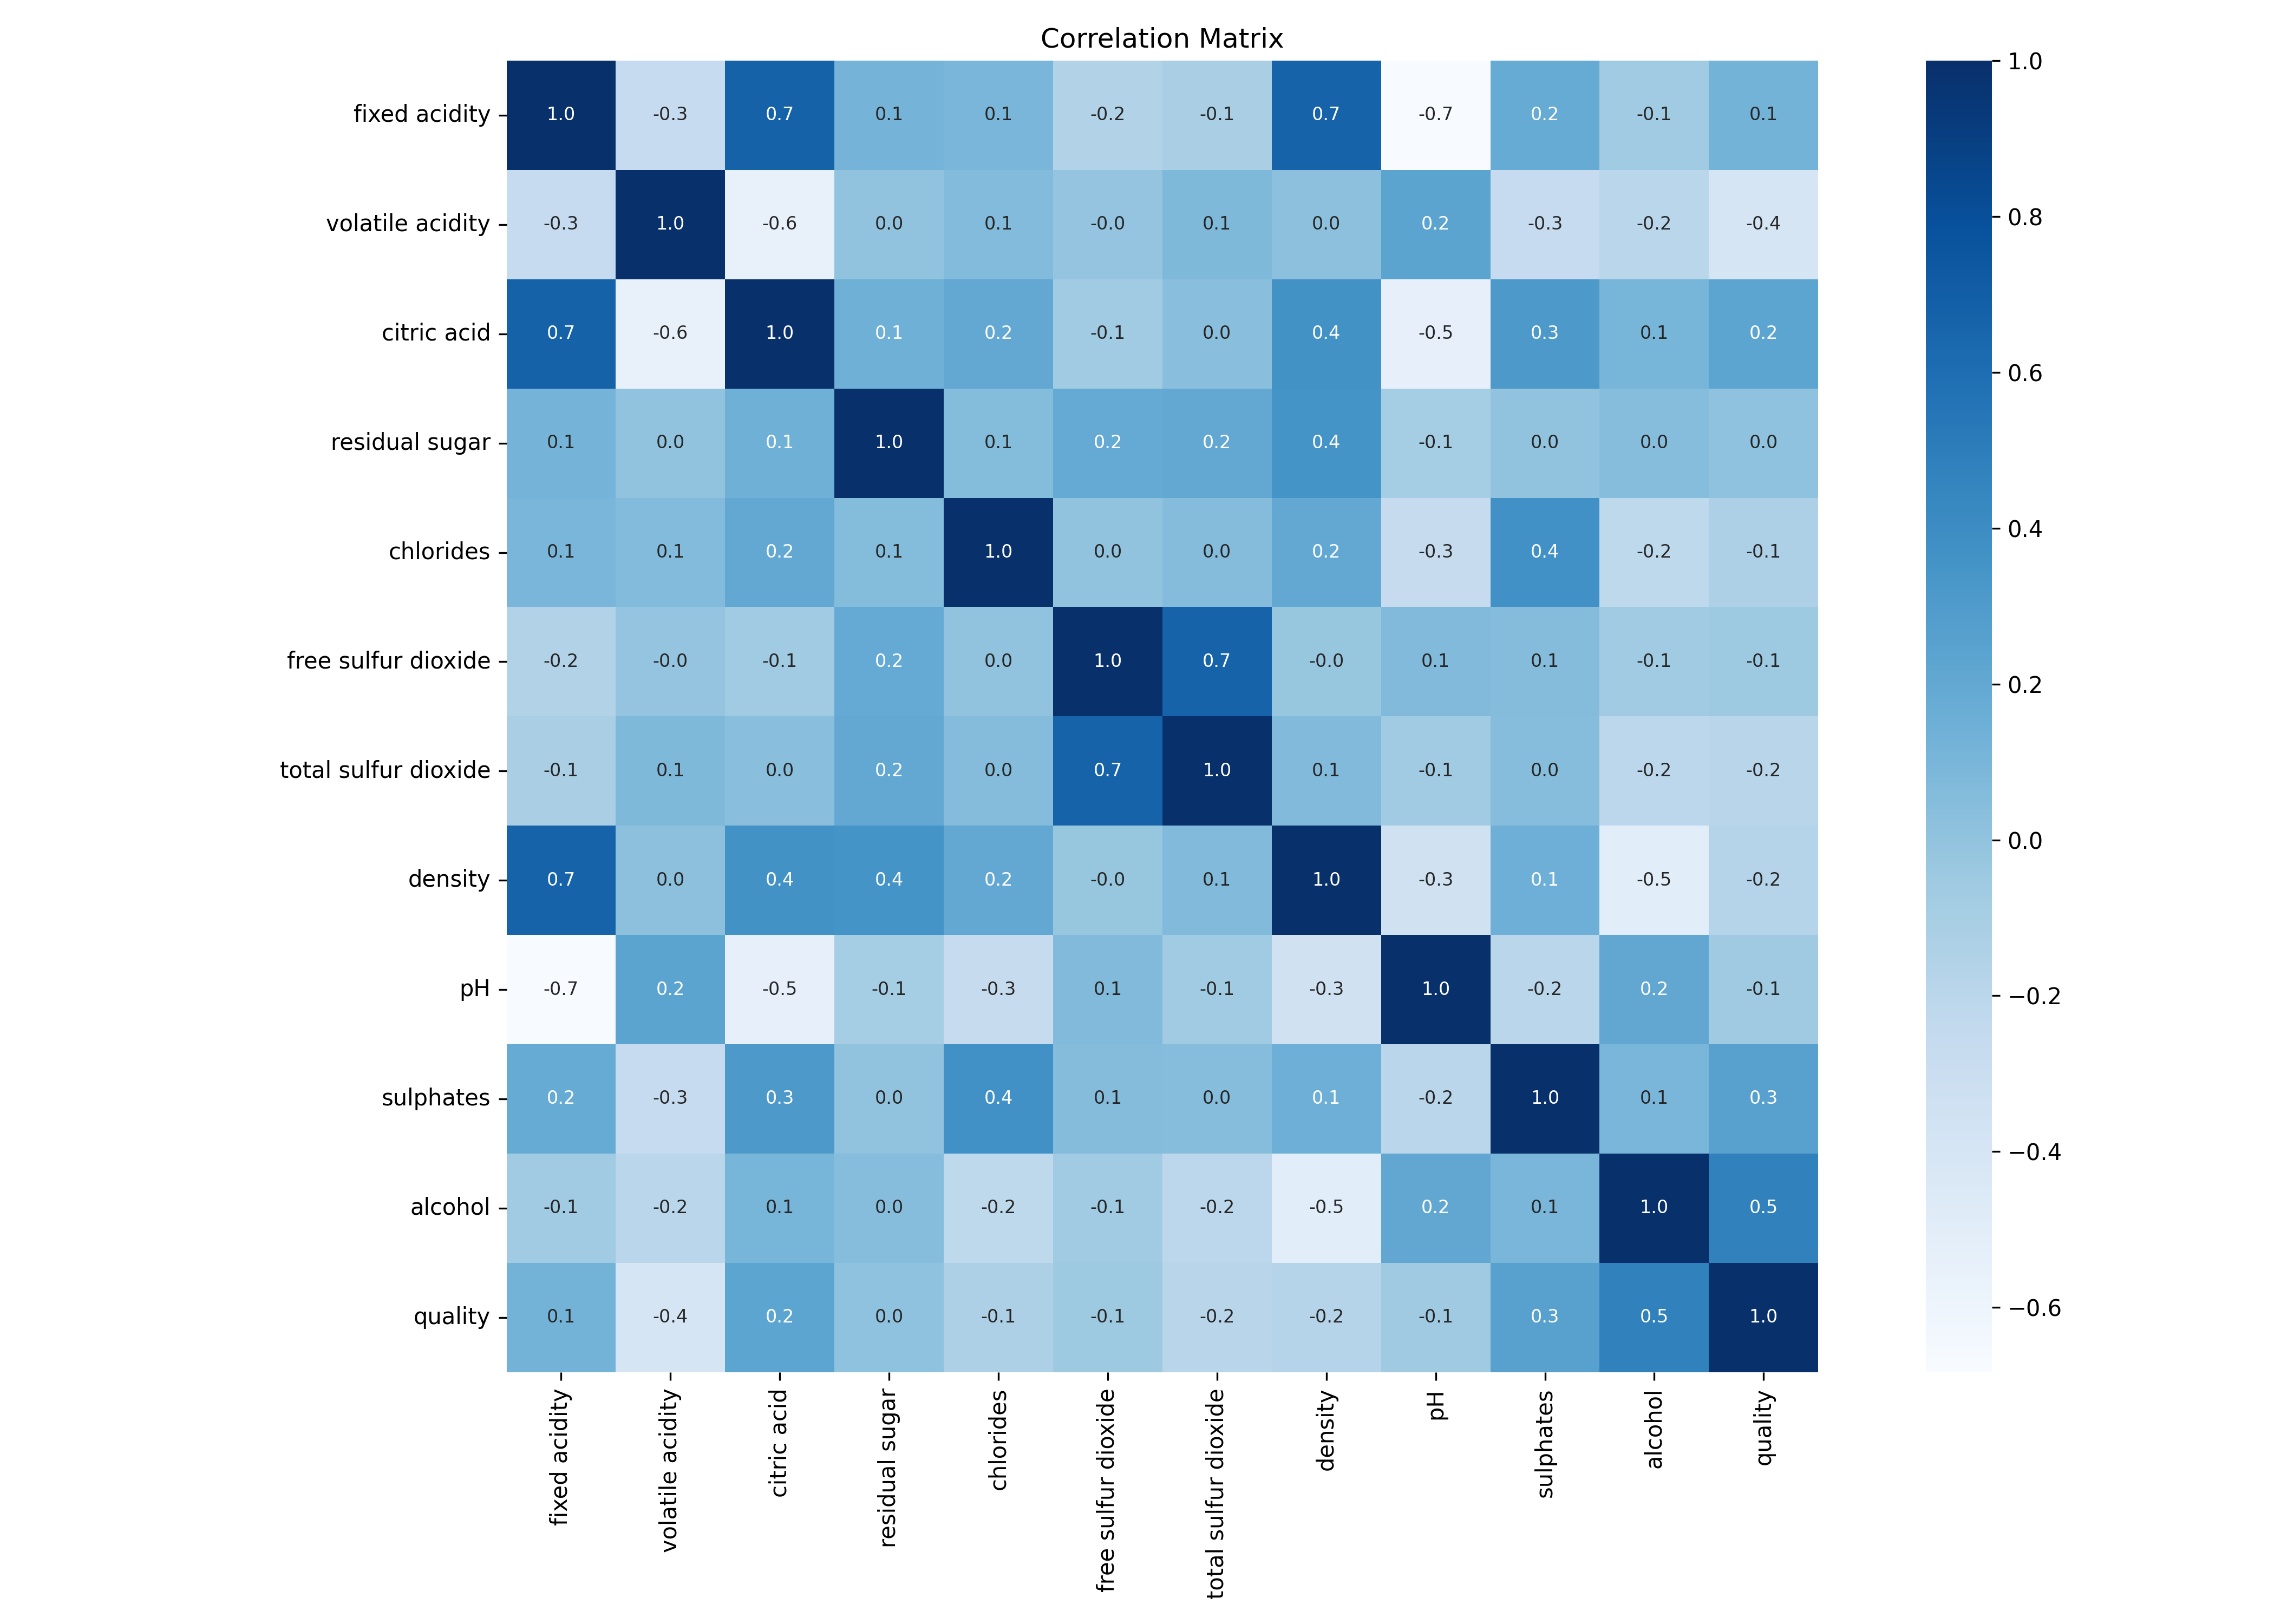 Correlation Matrix
fixed acidity 1.0 -0.3 0.7 0.1 0.1 -0.2 -0.1 0.7 -0.7 0.2 -0.1 0.1
volatile acidity -0.3 1.0 -0.6 0.0 0.1 -0.0 0.1 0.0 0.2 -0.3 -0.2 -0.4
citric acid 0.7 -0.6 1.0 0.1 0.2 -0.1 0.0 0.4 -0.5 0.3 0.1 0.2
residual sugar 0.1 0.0 0.1 1.0 0.1 0.2 0.2 0.4 -0.1 0.0 0.0 0.0
chlorides 0.1 0.1 0.2 0.1 1.0 0.0 0.0 0.2 -0.3 0.4 -0.2 -0.1
free sulfur dioxide -0.2 -0.0 -0.1 0.2 0.0 1.0 0.7 -0.0 0.1 0.1 -0.1 -0.1
total sulfur dioxide -0.1 0.1 0.0 0.2 0.0 0.7 1.0 0.1 -0.1 0.0 -0.2 -0.2
density 0.7 0.0 0.4 0.4 0.2 -0.0 0.1 1.0 -0.3 0.1 -0.5 -0.2
pH -0.7 0.2 -0.5 -0.1 -0.3 0.1 -0.1 -0.3 1.0 -0.2 0.2 -0.1
sulphates 0.2 -0.3 0.3 0.0 0.4 0.1 0.0 0.1 -0.2 1.0 0.1 0.3
alcohol -0.1 -0.2 0.1 0.0 -0.2 -0.1 -0.2 -0.5 0.2 0.1 1.0 0.5
quality 0.1 -0.4 0.2 0.0 -0.1 -0.1 -0.2 -0.2 -0.1 0.3 0.5 1.0
fixed acidity
volatile acidity
citric acid
residual sugar
chlorides
free sulfur dioxide
total sulfur dioxide
density
pH
sulphates
alcohol
quality
1.0
0.8
0.6
0.4
0.2
0.0
−0.2
−0.4
−0.6